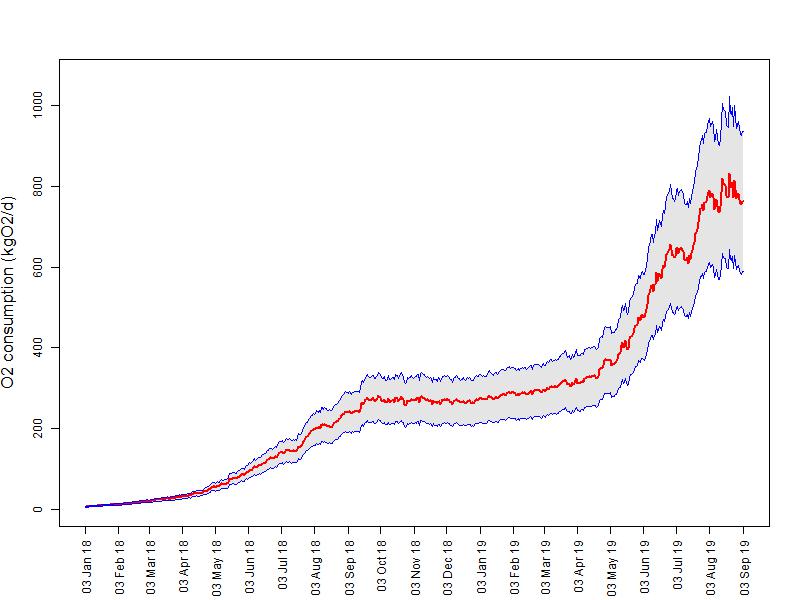 O2 consumption (kgO2/d)
1000
800
600
400
200
0
03 Jan 18
03 Feb 18
03 Mar 18
03 Apr 18
03 May 18
03 Jun 18
03 Jul 18
03 Aug 18
03 Sep 18
03 Oct 18
03 Nov 18
03 Dec 18
03 Jan 19
03 Feb 19
03 Mar 19
03 Apr 19
03 May 19
03 Jun 19
03 Jul 19
03 Aug 19
03 Sep 19